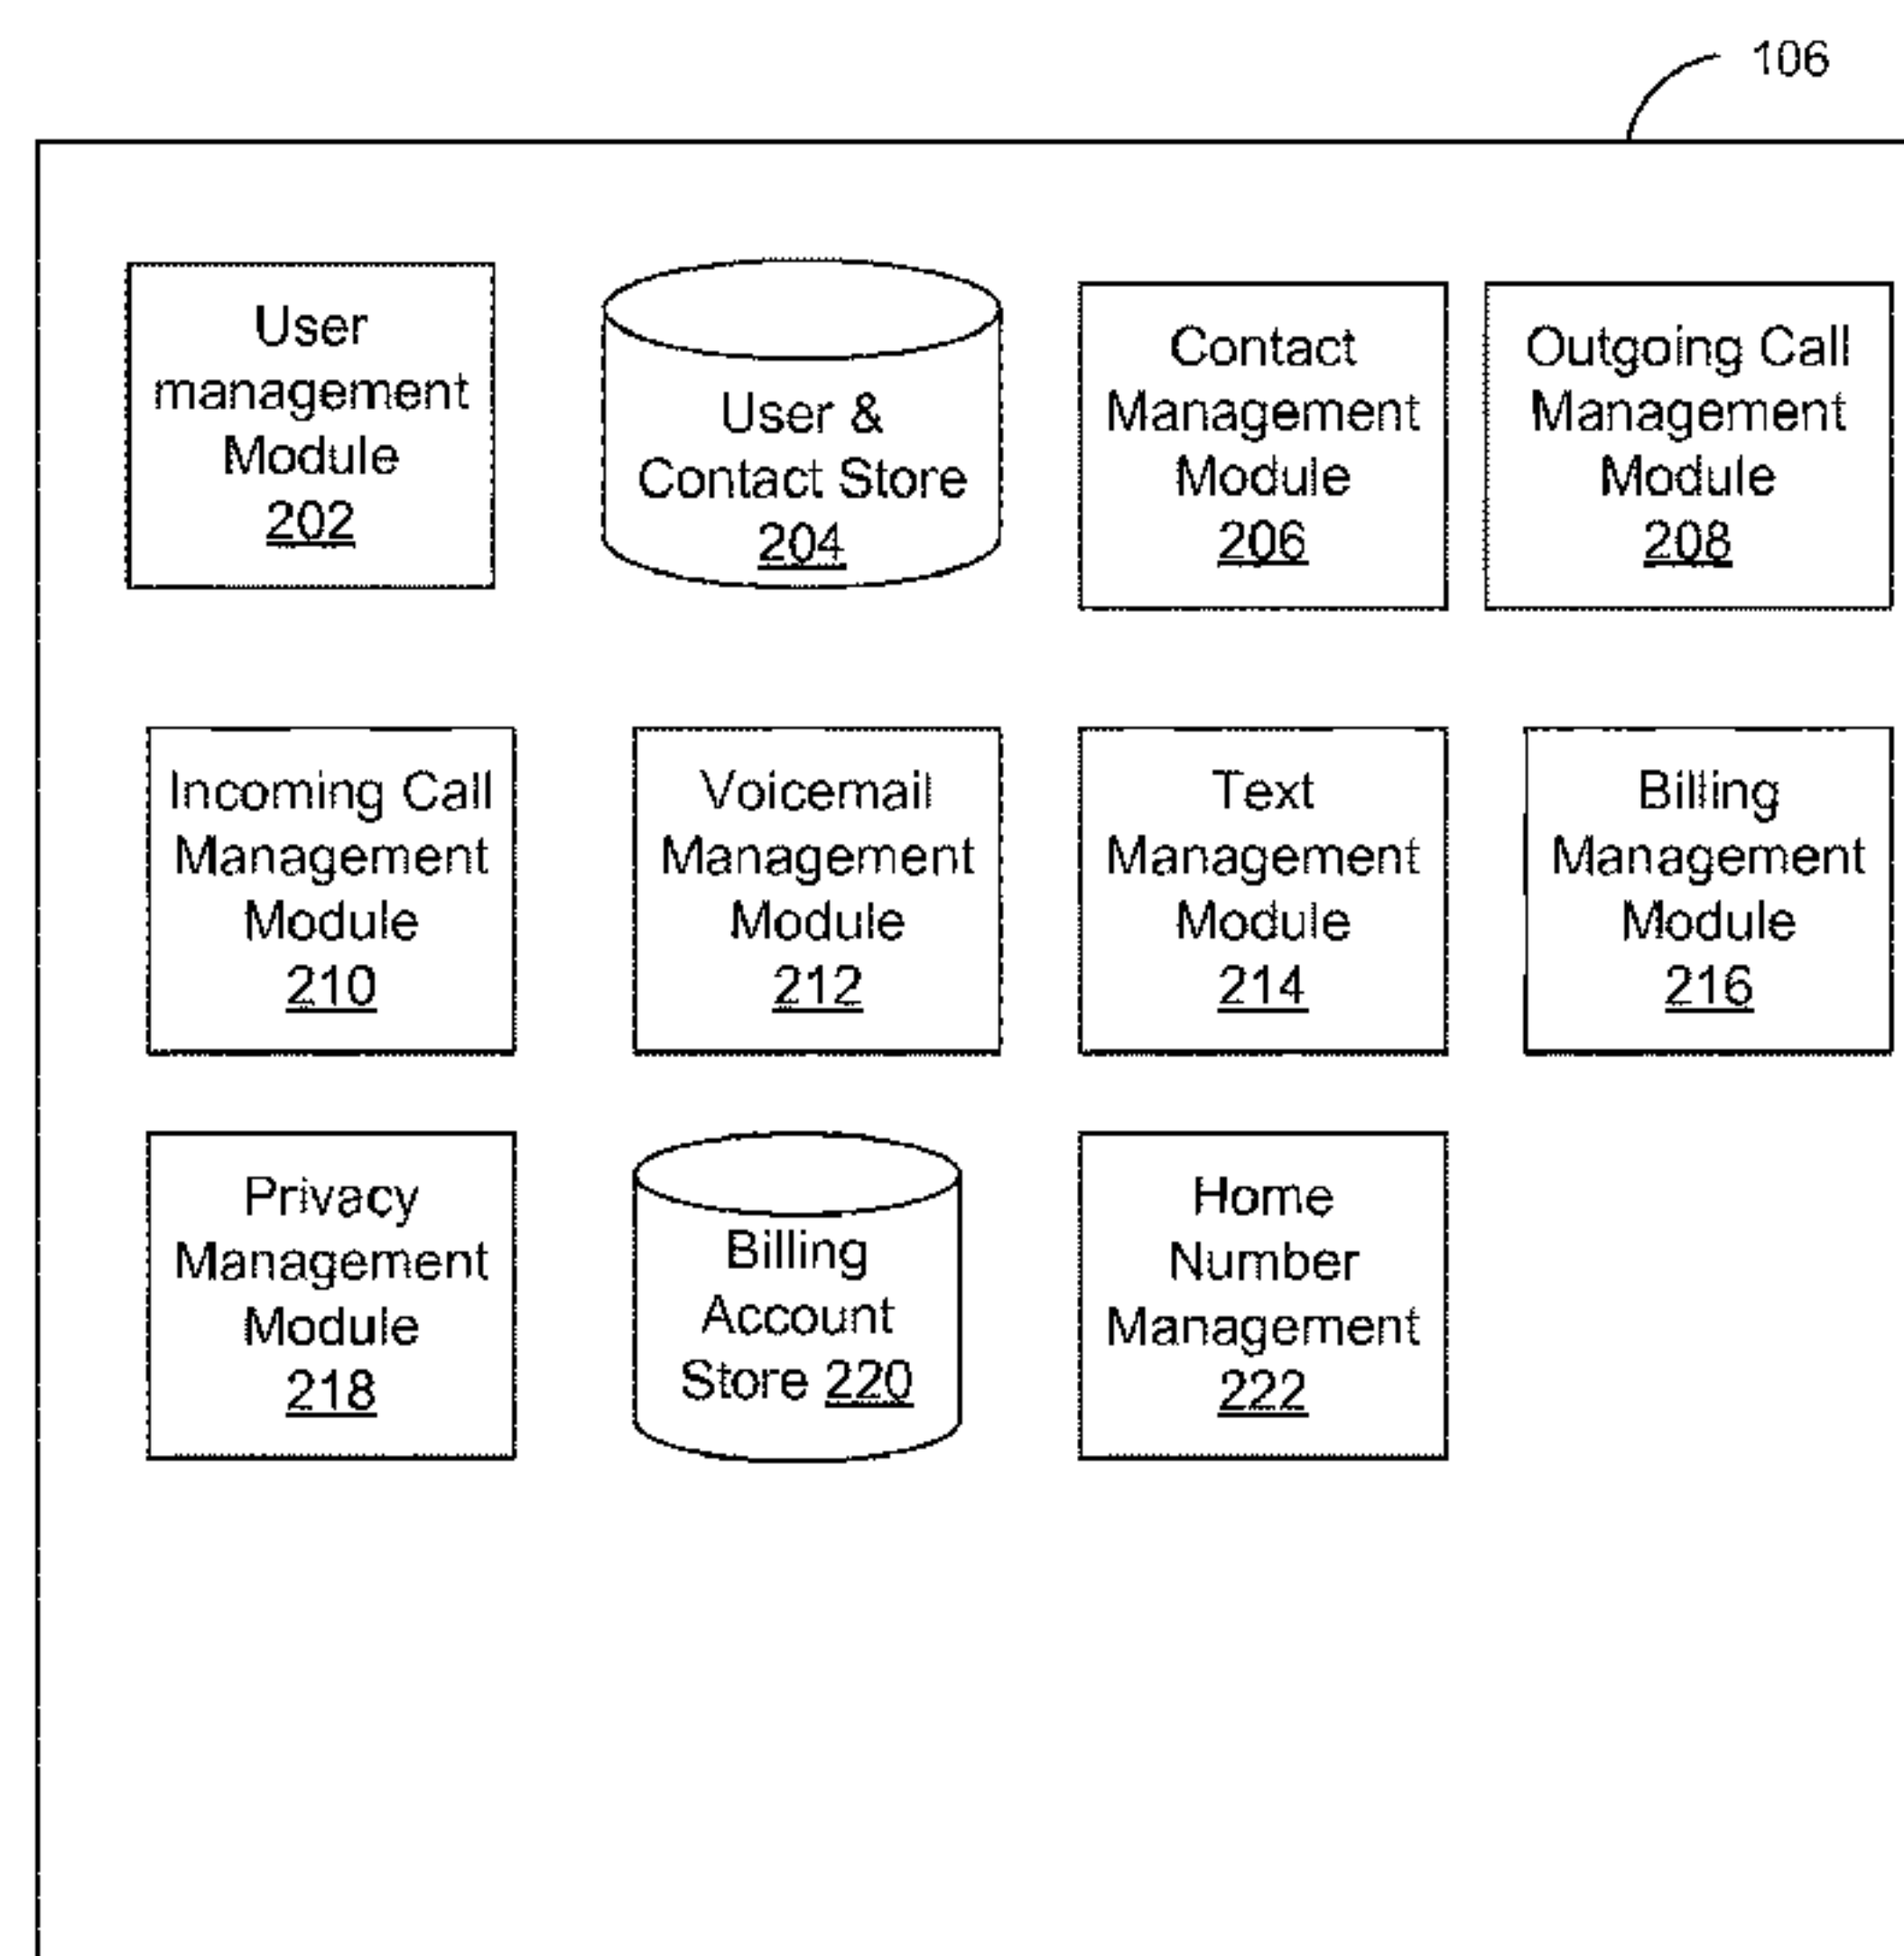 106
User
management
Module
202
User &
Contact Store
204
Contact
Management
Module
206
Outgoing Call
Management
Module
208
Incoming Call
Management
Module
210
Voicemail
Management
Module
212
Text
Management
Module
214
Billing
Management
Module
216
Privacy
Management
Module
218
Billing
Account
Store 220
Home
Number
Management
222